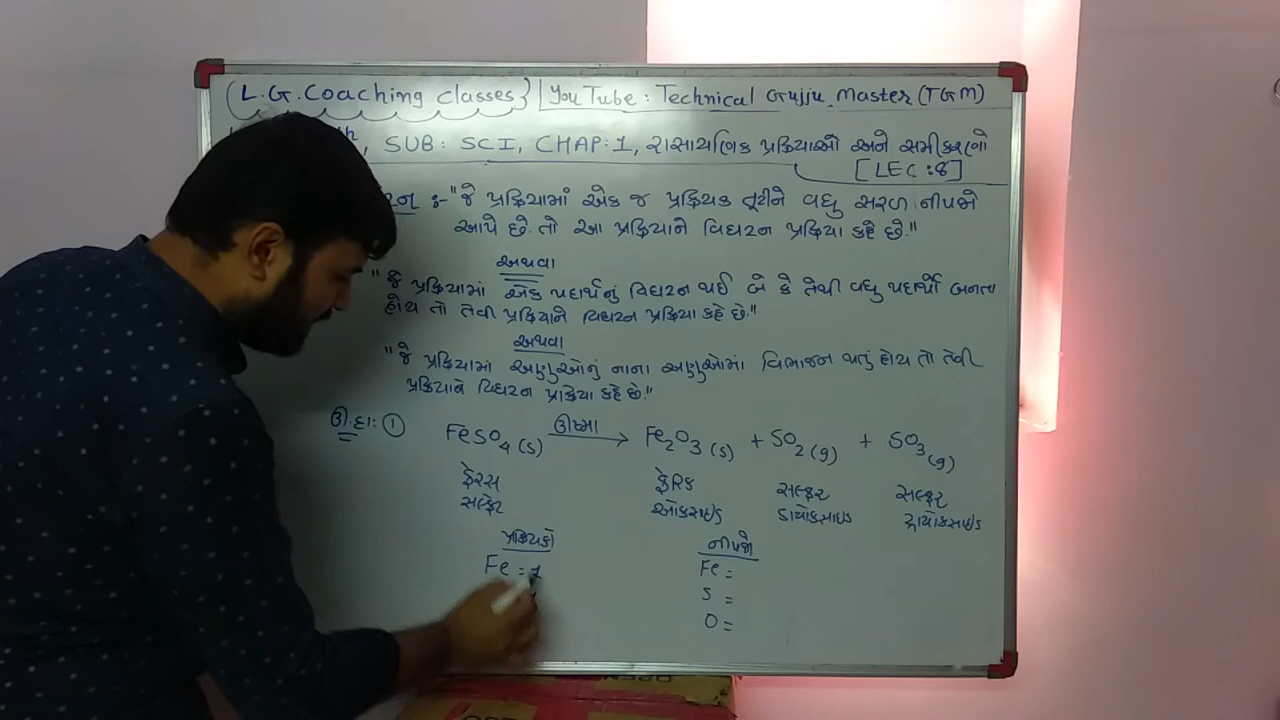 (L.G. Coaching classes} | YouTube : Technical Gujju Master (TGM)
, SUB : SCI, CHAP:1, રાસાયણિક પ્રક્રિયાઓ અને સમીકરણો
[LEC:8]
:- "જે પ્રક્રિયામાં એક જ પ્રક્રિયક તૂટીને વધુ સરળ નીપજો
આપે છે. તો આ પ્રક્રિયાને વિઘટન પ્રક્રિયા કહે છે."
અથવા
"જે પ્રક્રિયામાં એક પદાર્થનું વિઘટન થઈ બે કે તેથી વધુ પદાર્થો બનતા
હોય તો તેવી પ્રક્રિયાને વિઘટન પ્રક્રિયા કહે છે."
અથવા
"જે પ્રક્રિયામાં અણુઓનું નાના અણુઓમાં વિભાજન થતું હોય તો તેવી
પ્રક્રિયાને વિઘટન પ્રક્રિયા કહે છે."
ઊ.દા: ① FeSO₄(s) ઊષ્મા → Fe₂O₃(s) + SO₂(g) + SO₃(g)
ફેરસ ફેરિક સલ્ફર સલ્ફર
સલ્ફેટ ઓક્સાઇડ ડાયોક્સાઇડ ટ્રાયોક્સાઇડ
પ્રક્રિયકો નીપજો
Fe = 1 Fe =
S =
O =